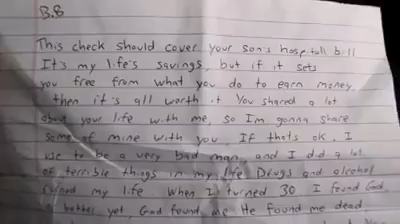 B.B
This check should cover your son's hospitall bill
It's my life's savings, but if it sets
you free from what you do to earn money
then it's all worth it You shared a lot
about your life with me, so I'm gonna share
some of mine with you, If thats ok. I
use to be a very bad man, and I did a lot
of terrible things in my life Drugs and alcohol
ruined my life When I turned 30 I found God
better yet, God found me He found me dead